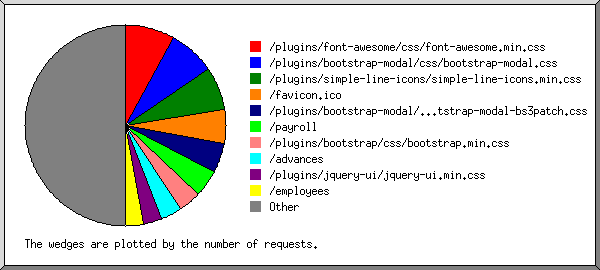 /plugins/font-awesome/css/font-awesome.min.css
/plugins/bootstrap-modal/css/bootstrap-modal.css
/plugins/simple-line-icons/simple-line-icons.min.css
/favicon.ico
/plugins/bootstrap-modal/...tstrap-modal-bs3patch.css
/payroll
/plugins/bootstrap/css/bootstrap.min.css
/advances
/plugins/jquery-ui/jquery-ui.min.css
/employees
Other
The wedges are plotted by the number of requests.